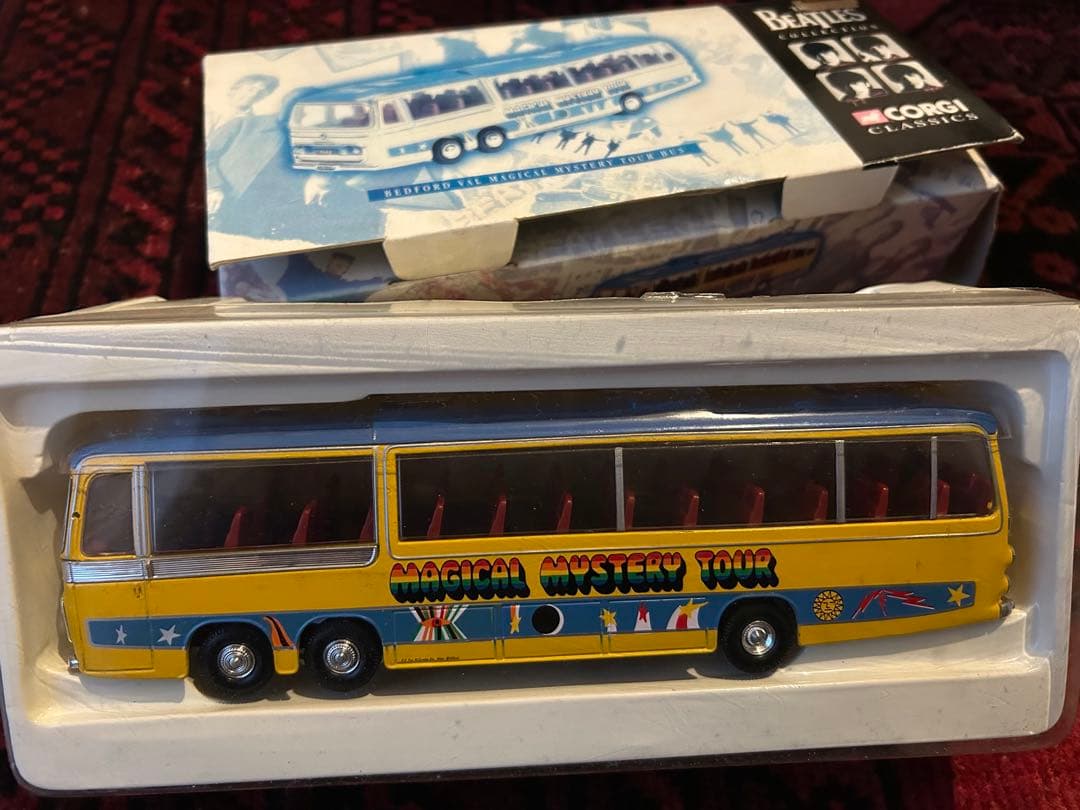 BEATLES
COLLECTION
CORGI
CLASSICS
BEDFORD VAL MAGICAL MYSTERY TOUR BUS
MAGICAL MYSTERY TOUR